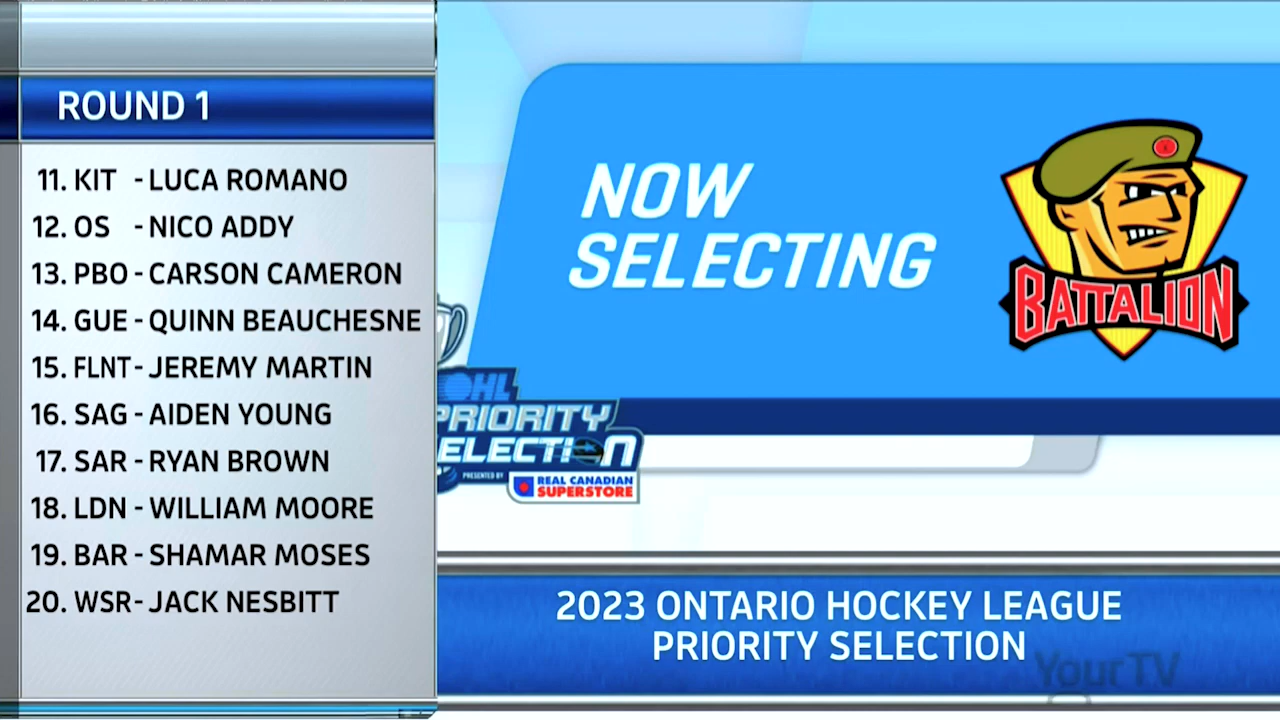 ROUND 1
11. KIT - LUCA ROMANO
12. OS - NICO ADDY
13. PBO - CARSON CAMERON
14. GUE - QUINN BEAUCHESNE
15. FLNT - JEREMY MARTIN
16. SAG - AIDEN YOUNG
17. SAR - RYAN BROWN
18. LDN - WILLIAM MOORE
19. BAR - SHAMAR MOSES
20. WSR - JACK NESBITT
NOW
SELECTING
BATTALION
OHL
PRIORITY
ELECTION
PRESENTED BY
REAL CANADIAN
SUPERSTORE
2023 ONTARIO HOCKEY LEAGUE
PRIORITY SELECTION
YourTV